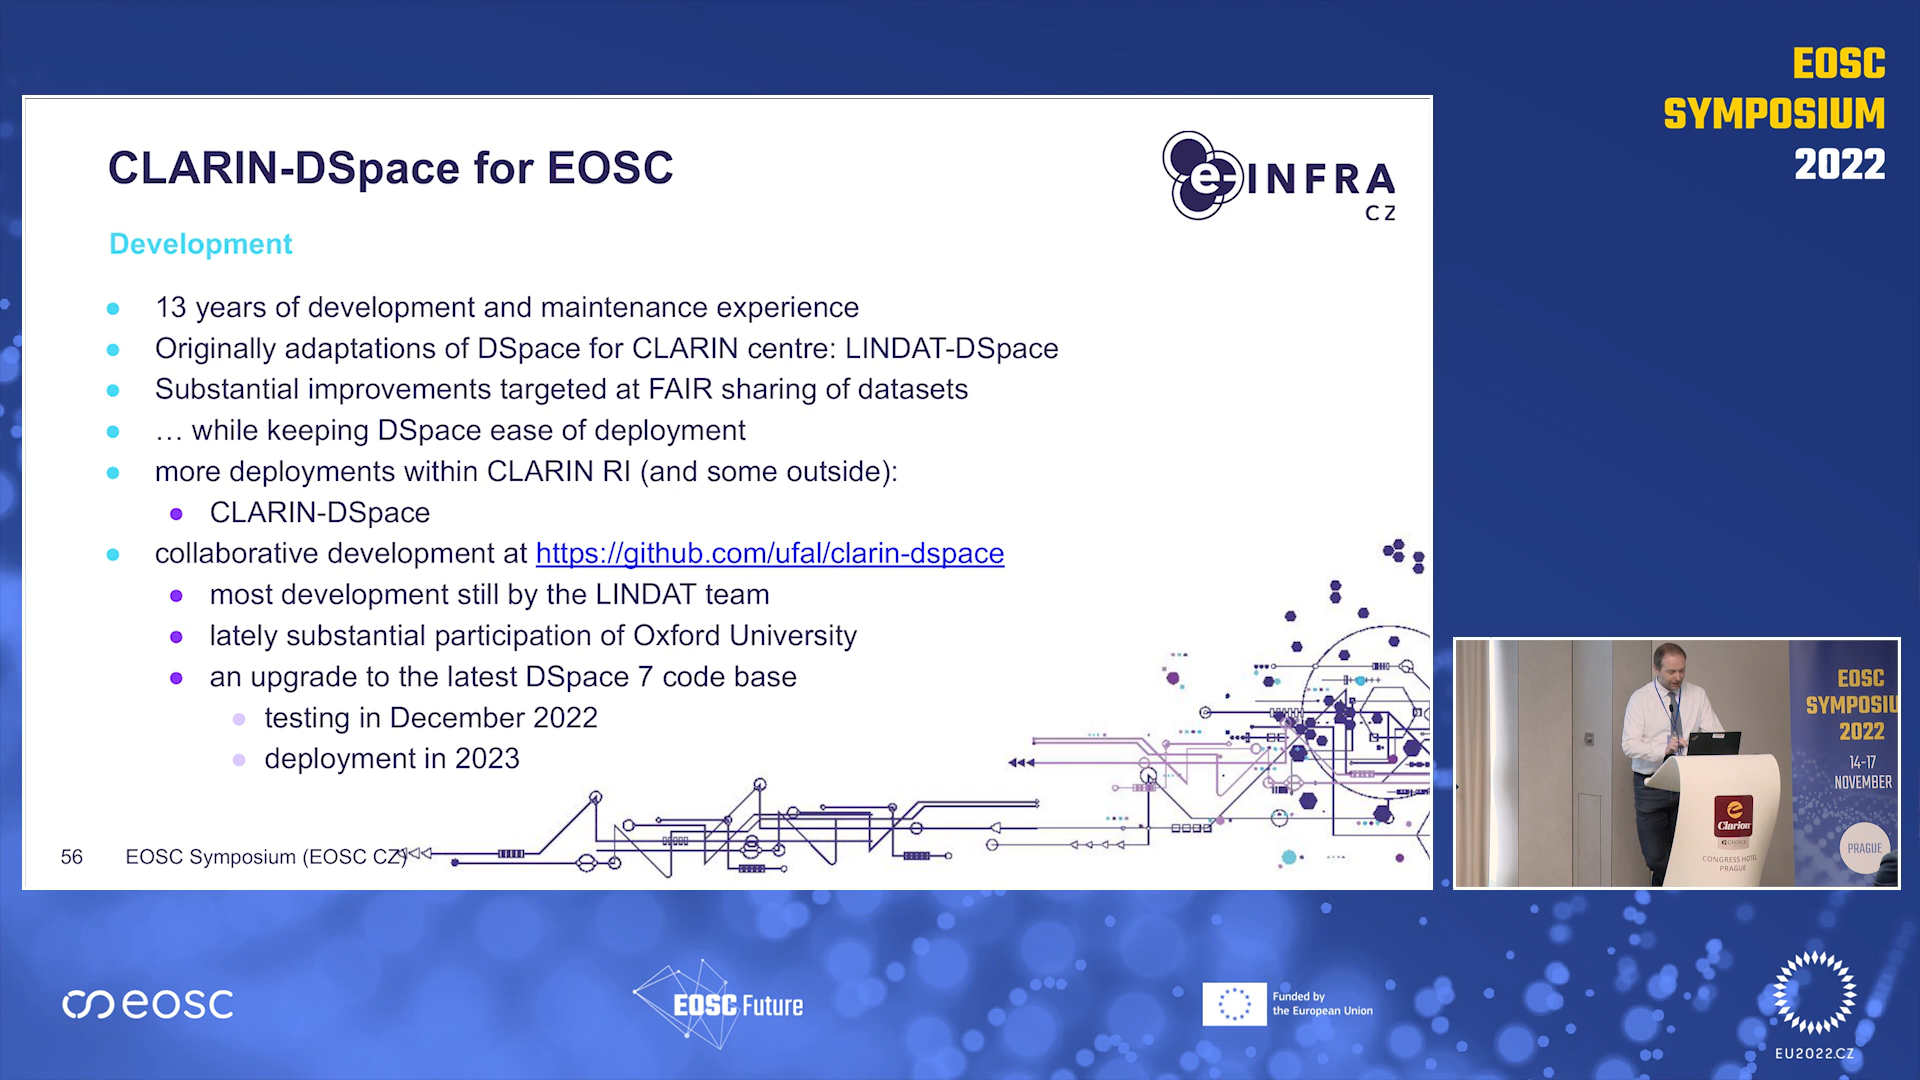 EOSC
SYMPOSIUM
2022
CLARIN-DSpace for EOSC
e-INFRA
CZ
Development
13 years of development and maintenance experience
Originally adaptations of DSpace for CLARIN centre: LINDAT-DSpace
Substantial improvements targeted at FAIR sharing of datasets
… while keeping DSpace ease of deployment
more deployments within CLARIN RI (and some outside):
CLARIN-DSpace
collaborative development at https://github.com/ufal/clarin-dspace
most development still by the LINDAT team
lately substantial participation of Oxford University
an upgrade to the latest DSpace 7 code base
testing in December 2022
deployment in 2023
56 EOSC Symposium (EOSC CZ)
EOSC
SYMPOSIU
2022
14-17
NOVEMBER
PRAGUE
Clarion
CONGRESS HOTEL
PRAGUE
eosc
EOSC Future
Funded by
the European Union
EU2022.CZ